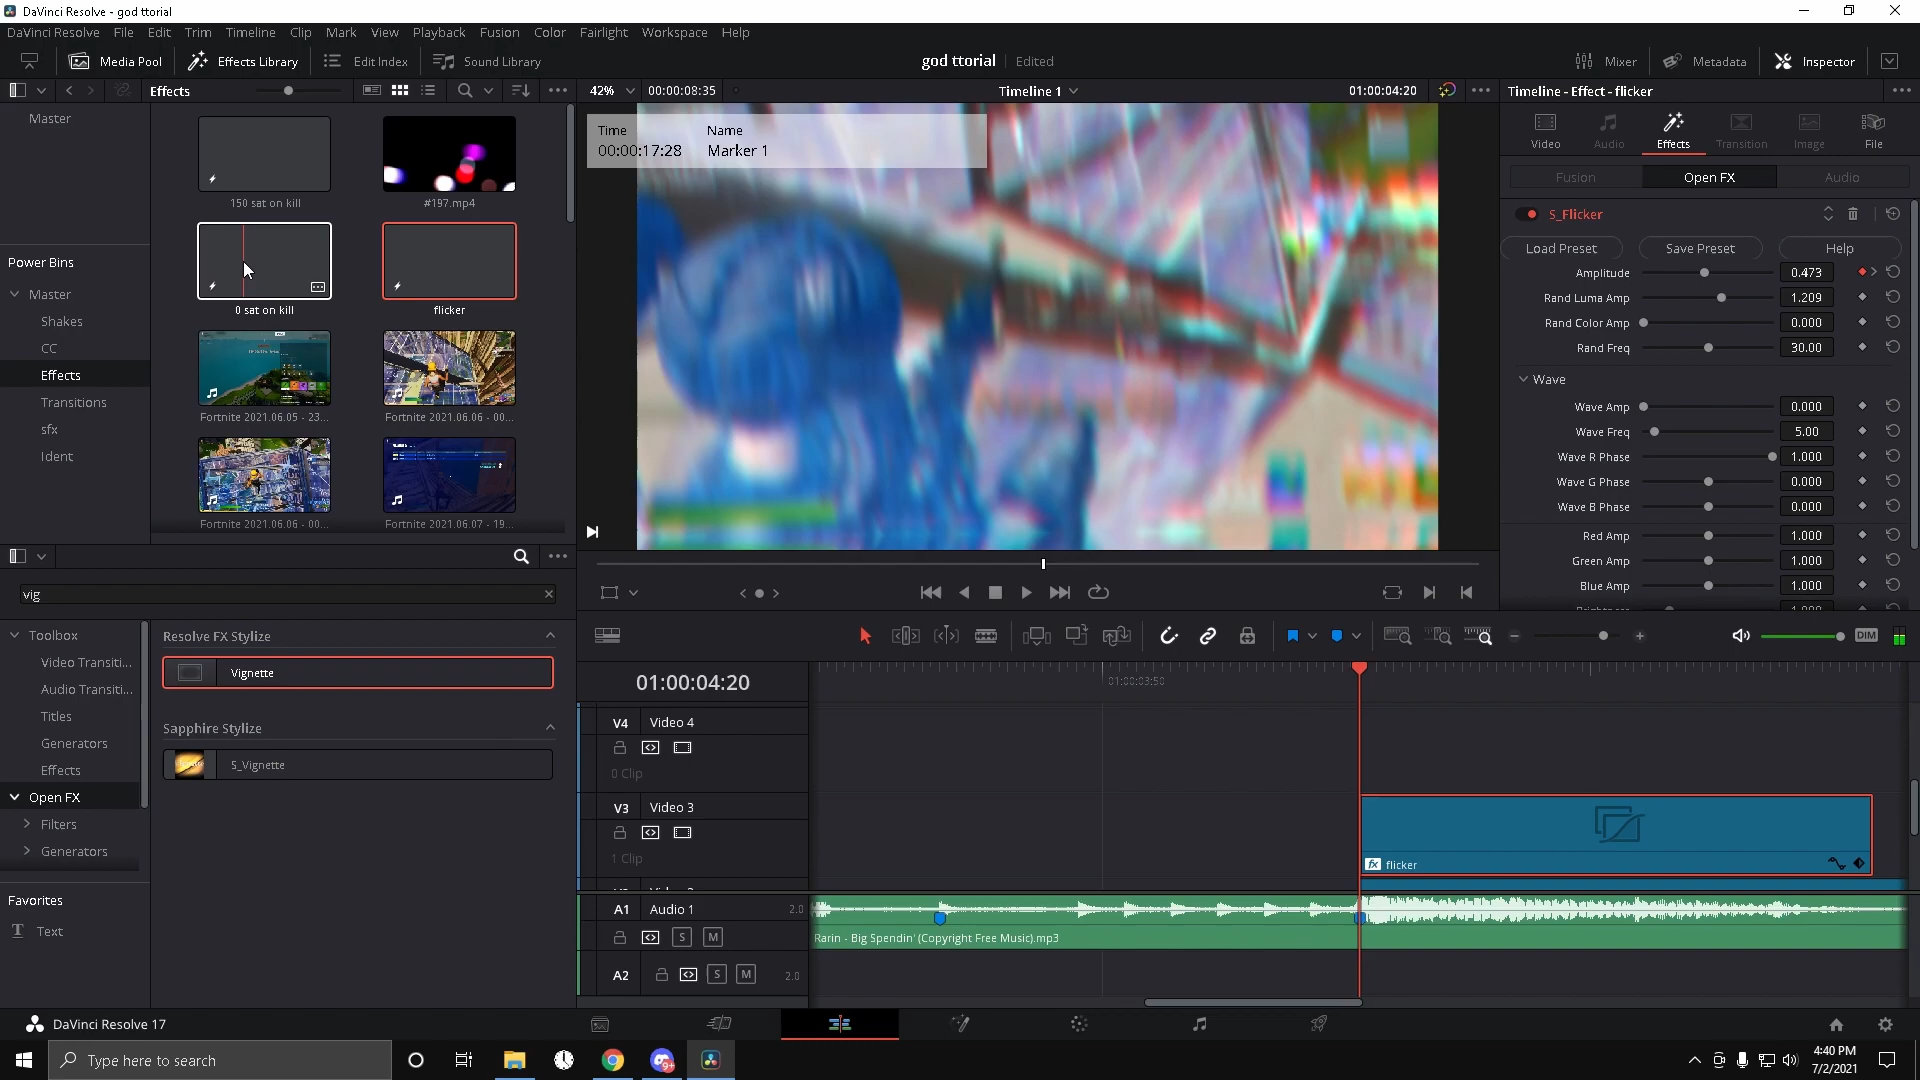 DaVinci Resolve - god ttorial
DaVinci Resolve File Edit Trim Timeline Clip Mark View Playback Fusion Color Fairlight Workspace Help
Media Pool Effects Library Edit Index Sound Library god ttorial Edited Mixer Metadata Inspector
Effects 42% 00:00:08:35 Timeline 1 01:00:04:20 Timeline - Effect - flicker
Master
150 sat on kill #197.mp4
0 sat on kill flicker
Fortnite 2021.06.05 - 23... Fortnite 2021.06.06 - 00...
Fortnite 2021.06.06 - 00... Fortnite 2021.06.07 - 19...
Power Bins
Master
Shakes
CC
Effects
Transitions
sfx
Ident
Time Name
00:00:17:28 Marker 1
Video Audio Effects Transition Image File
Fusion Open FX Audio
S_Flicker
Load Preset Save Preset Help
Amplitude 0.473
Rand Luma Amp 1.209
Rand Color Amp 0.000
Rand Freq 30.00
Wave
Wave Amp 0.000
Wave Freq 5.00
Wave R Phase 1.000
Wave G Phase 0.000
Wave B Phase 0.000
Red Amp 1.000
Green Amp 1.000
Blue Amp 1.000
vig
Toolbox
Video Transiti...
Audio Transiti...
Titles
Generators
Effects
Open FX
Filters
Generators
Favorites
Text
Resolve FX Stylize
Vignette
Sapphire Stylize
S_Vignette
DIM
01:00:04:20 01:00:03:50
V4 Video 4
0 Clip
V3 Video 3
1 Clip
fx flicker
A1 Audio 1 2.0
S M
Rarin - Big Spendin' (Copyright Free Music).mp3
A2 S M 2.0
DaVinci Resolve 17
Type here to search
9+
4:40 PM
7/2/2021